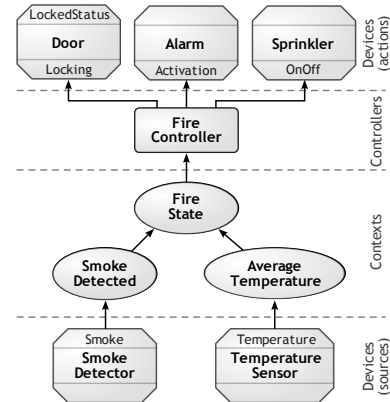 LockedStatus
Door
Locking
Alarm
Activation
Sprinkler
OnOff
Devices
(actions)
Fire
Controller
Controllers
Fire
State
Smoke
Detected
Average
Temperature
Contexts
Smoke
Smoke
Detector
Temperature
Temperature
Sensor
Devices
(sources)